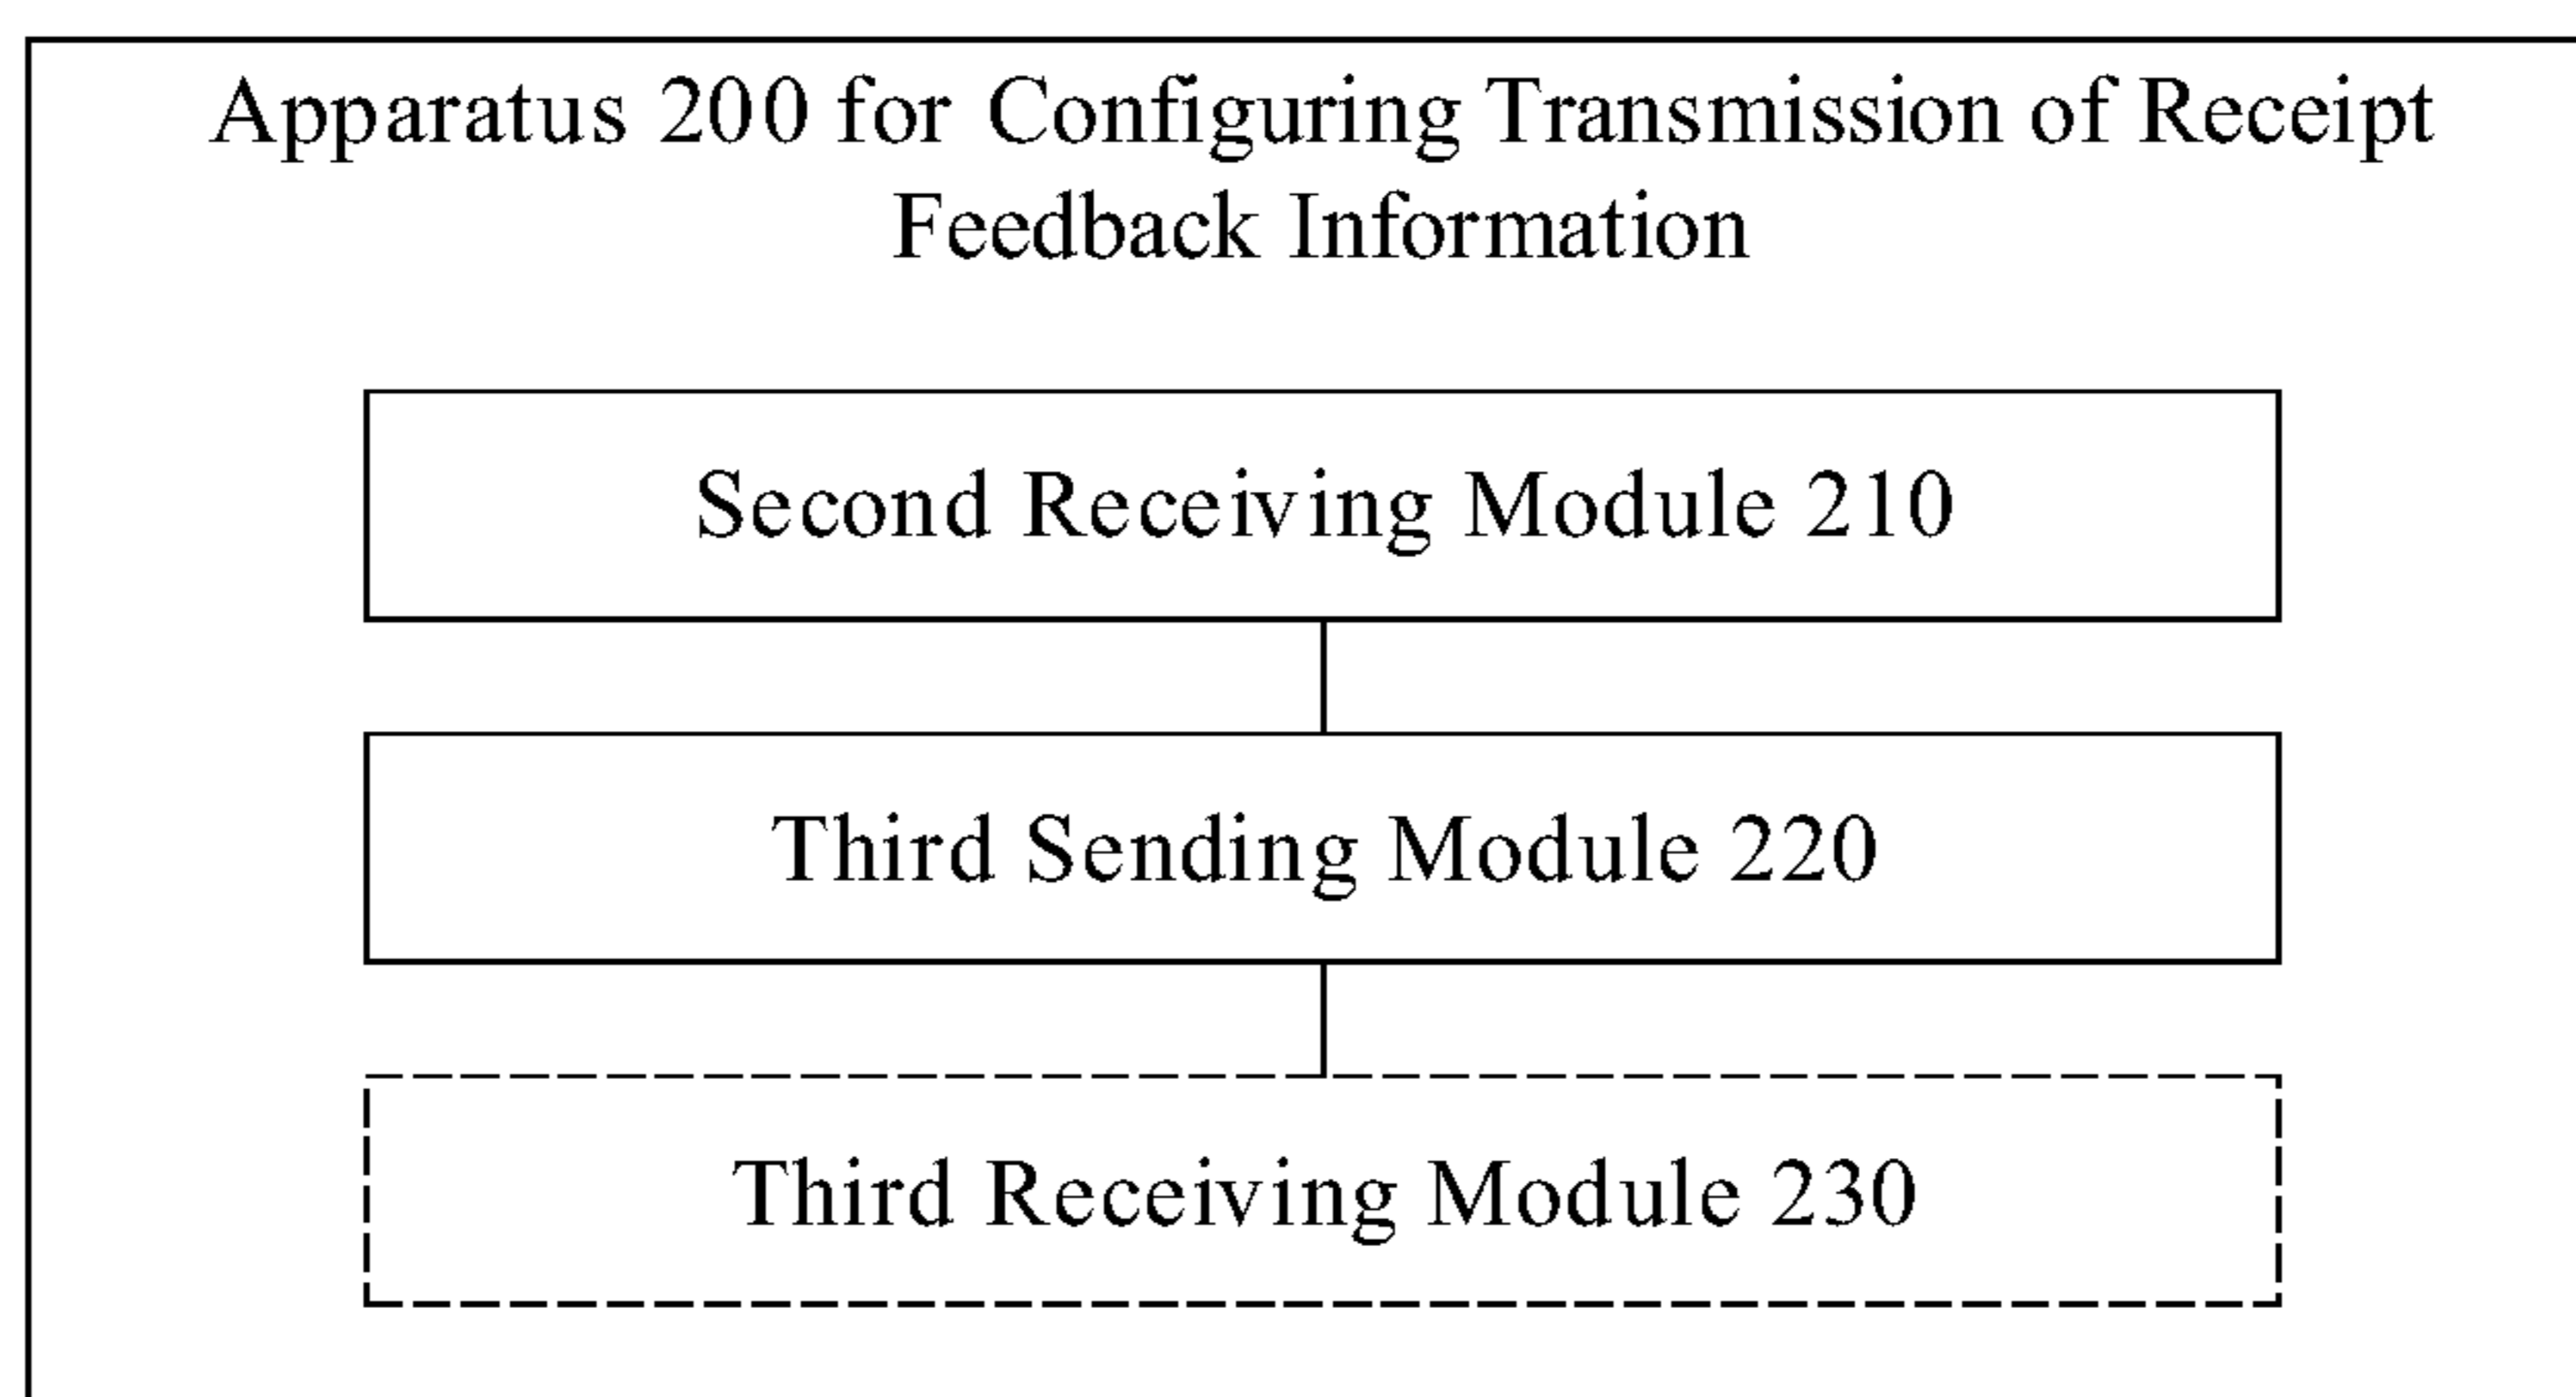 Apparatus 200 for Configuring Transmission of Receipt
Feedback Information
Second Receiving Module 210
Third Sending Module 220
Third Receiving Module 230